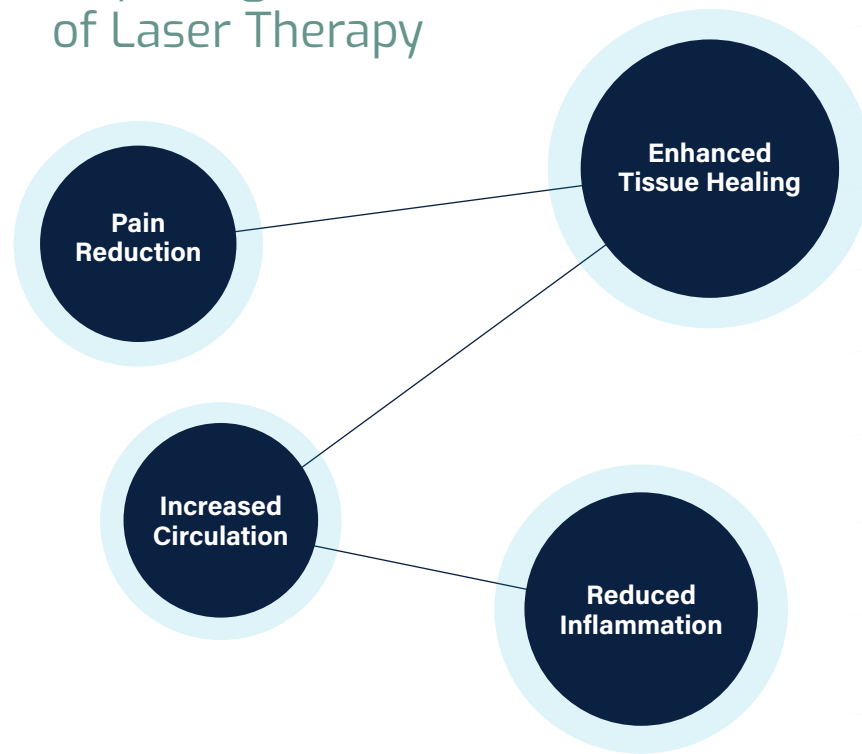 of Laser Therapy
Enhanced
Tissue Healing
Pain
Reduction
Increased
Circulation
Reduced
Inflammation